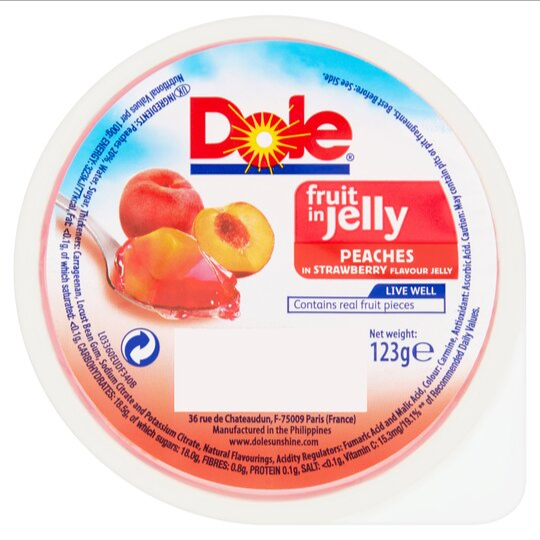 Dole®
fruit
in jelly
PEACHES
IN STRAWBERRY FLAVOUR JELLY
LIVE WELL
Contains real fruit pieces
Net weight:
123g℮
36 rue de Chateaudun, F-75009 Paris (France)
Manufactured in the Philippines
www.dolesunshine.com
L03360EUDF340B
UK INGREDIENTS: Peaches 20%, Water, Sugar, Thickeners: Carrageenan, Locust Bean Gum, Sodium Citrate and Potassium Citrate, Natural Flavourings, Acidity Regulators: Fumaric Acid and Malic Acid, Colour: Carmine, Antioxidant: Ascorbic Acid. Caution: May contain pits or pit fragments. Best Before: See Side.
Nutritional Values per 100g: ENERGY: 325kJ/77kcal, Fat: <0.1g, of which saturated: <0.1g, CARBOHYDRATES: 18.5g, of which sugars: 18.0g, FIBRES: 0.8g, PROTEIN 0.1g, SALT: <0.1g, Vitamin C: 15.3mg/19.1% ** of Recommended Daily Values.